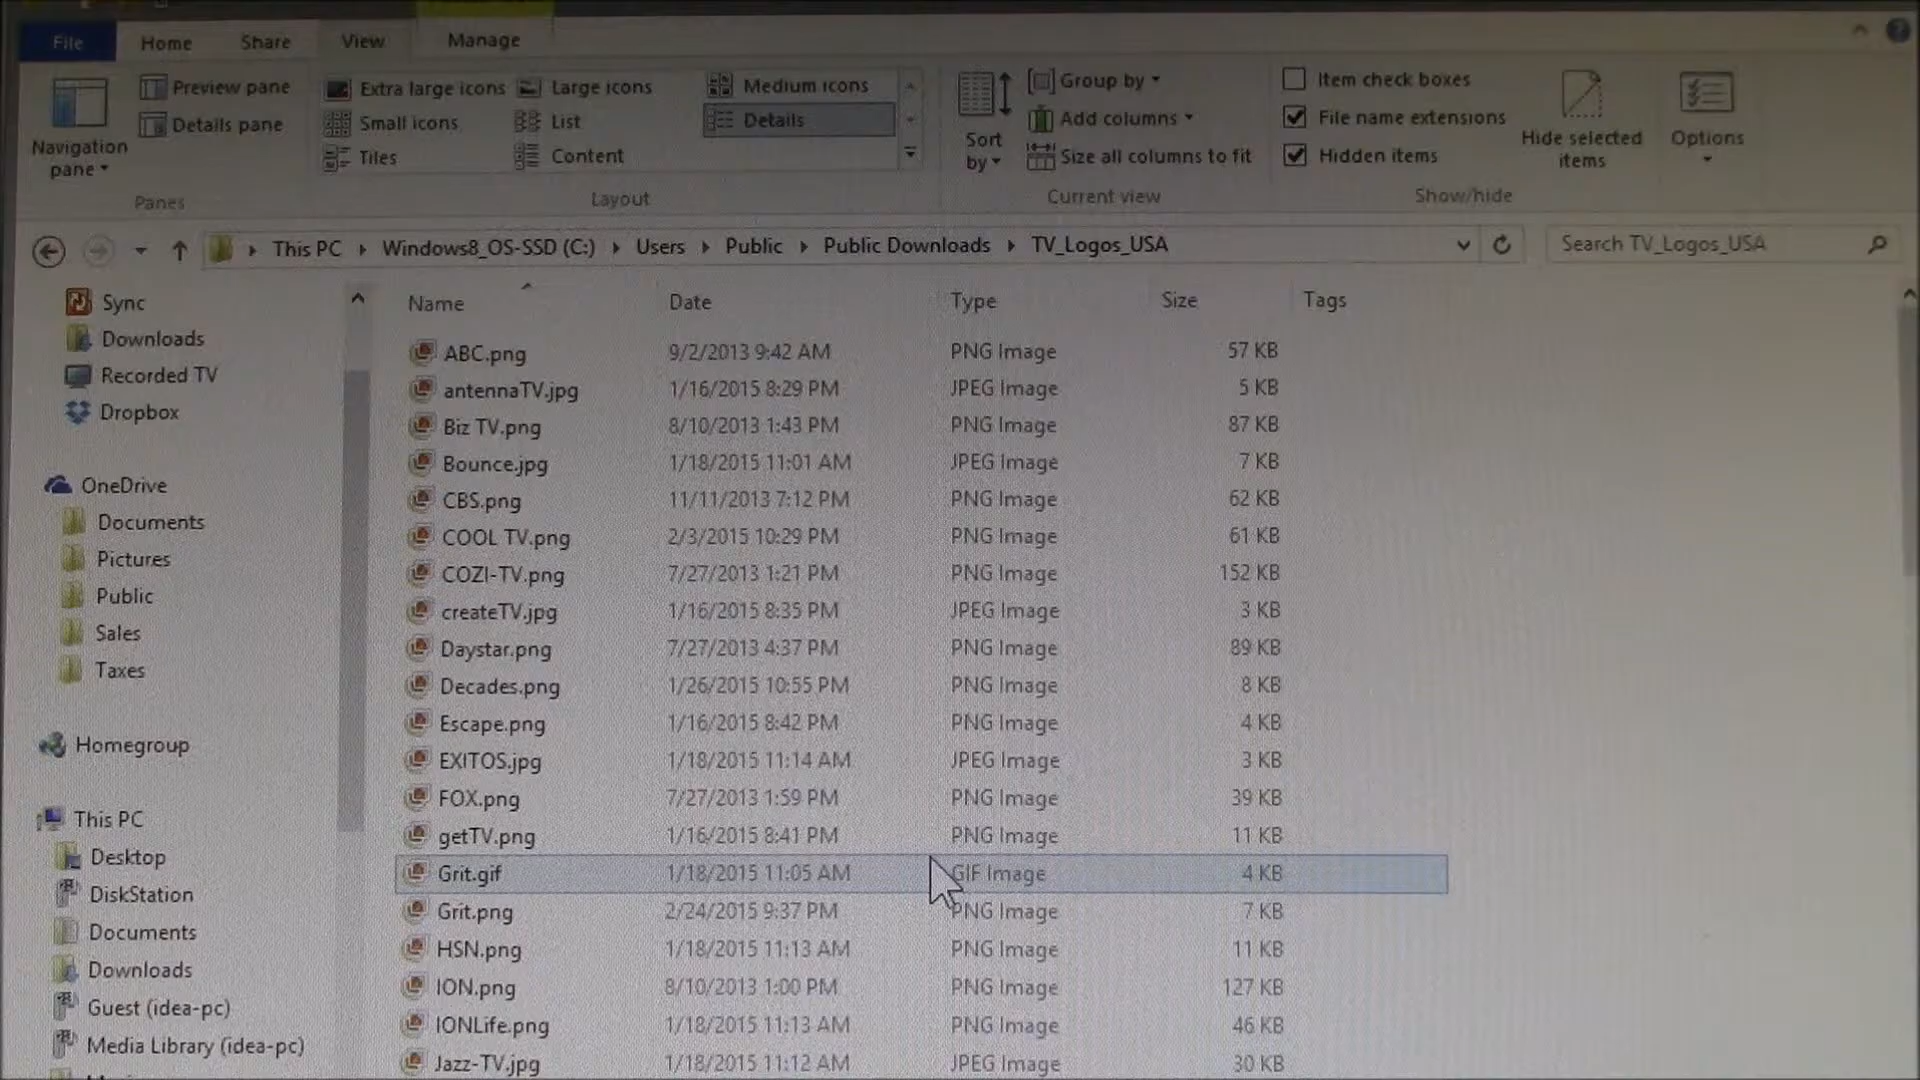 File Home Share View Manage
Preview pane Extra large icons Large icons Medium icons Group by Item check boxes
Details pane Small icons List Details Add columns File name extensions
Navigation pane Tiles Content Sort by Size all columns to fit Hidden items Hide selected items Options
Panes Layout Current view Show/hide
This PC Windows8_OS-SSD (C:) Users Public Public Downloads TV_Logos_USA Search TV_Logos_USA
Sync
Downloads
Recorded TV
Dropbox
OneDrive
Documents
Pictures
Public
Sales
Taxes
Homegroup
This PC
Desktop
DiskStation
Documents
Downloads
Guest (idea-pc)
Media Library (idea-pc)
Name Date Type Size Tags
ABC.png 9/2/2013 9:42 AM PNG Image 57 KB
antennaTV.jpg 1/16/2015 8:29 PM JPEG Image 5 KB
Biz TV.png 8/10/2013 1:43 PM PNG Image 87 KB
Bounce.jpg 1/18/2015 11:01 AM JPEG Image 7 KB
CBS.png 11/11/2013 7:12 PM PNG Image 62 KB
COOL TV.png 2/3/2015 10:29 PM PNG Image 61 KB
COZI-TV.png 7/27/2013 1:21 PM PNG Image 152 KB
createTV.jpg 1/16/2015 8:35 PM JPEG Image 3 KB
Daystar.png 7/27/2013 4:37 PM PNG Image 89 KB
Decades.png 1/26/2015 10:55 PM PNG Image 8 KB
Escape.png 1/16/2015 8:42 PM PNG Image 4 KB
EXITOS.jpg 1/18/2015 11:14 AM JPEG Image 3 KB
FOX.png 7/27/2013 1:59 PM PNG Image 39 KB
getTV.png 1/16/2015 8:41 PM PNG Image 11 KB
Grit.gif 1/18/2015 11:05 AM GIF Image 4 KB
Grit.png 2/24/2015 9:37 PM PNG Image 7 KB
HSN.png 1/18/2015 11:13 AM PNG Image 11 KB
ION.png 8/10/2013 1:00 PM PNG Image 127 KB
IONLife.png 1/18/2015 11:13 AM PNG Image 46 KB
Jazz-TV.jpg 1/18/2015 11:12 AM JPEG Image 30 KB